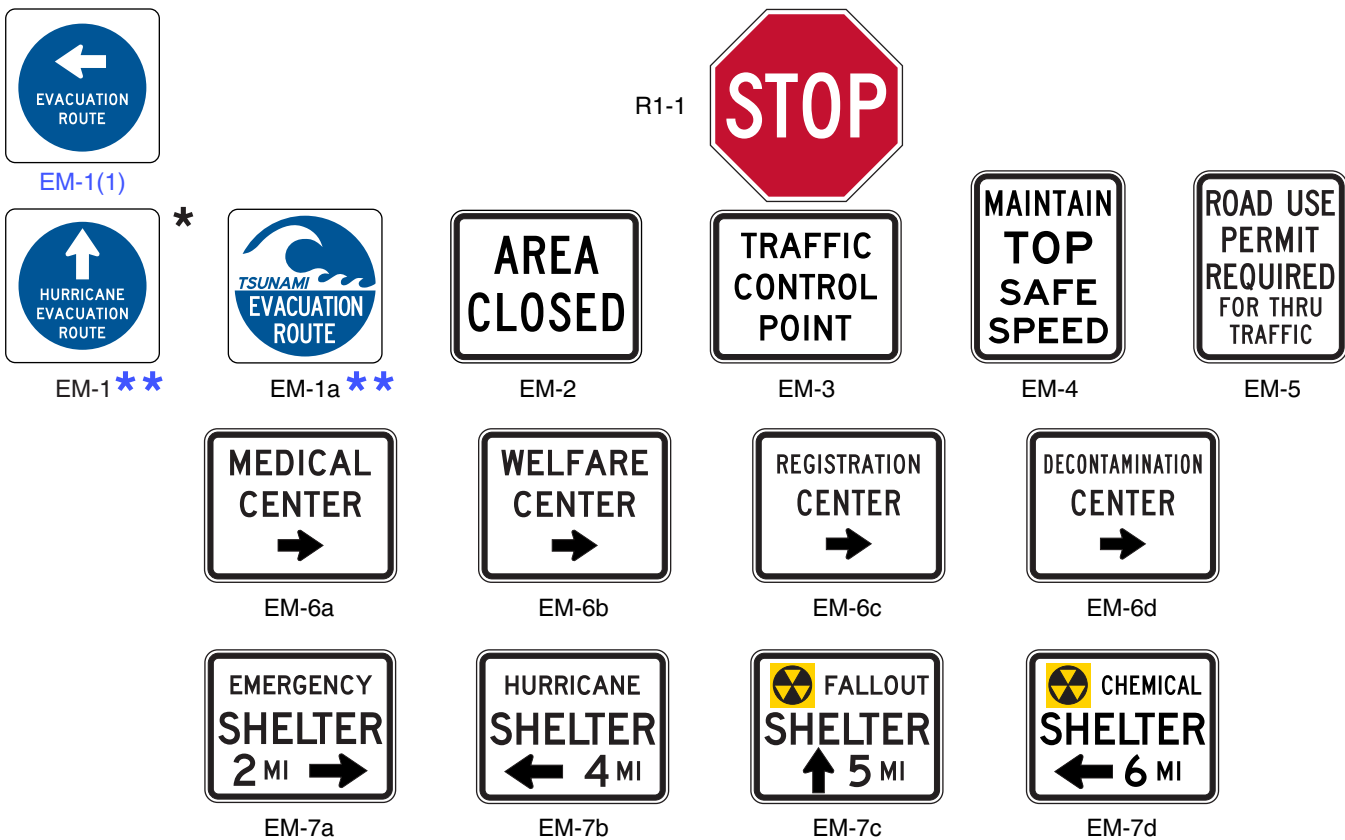 EVACUATION
ROUTE
EM-1(1)
R1-1
STOP
HURRICANE
EVACUATION
ROUTE
EM-1**
*
TSUNAMI
EVACUATION
ROUTE
EM-1a**
AREA
CLOSED
EM-2
TRAFFIC
CONTROL
POINT
EM-3
MAINTAIN
TOP
SAFE
SPEED
EM-4
ROAD USE
PERMIT
REQUIRED
FOR THRU
TRAFFIC
EM-5
MEDICAL
CENTER
EM-6a
WELFARE
CENTER
EM-6b
REGISTRATION
CENTER
EM-6c
DECONTAMINATION
CENTER
EM-6d
EMERGENCY
SHELTER
2 MI
EM-7a
HURRICANE
SHELTER
4 MI
EM-7b
FALLOUT
SHELTER
5 MI
EM-7c
CHEMICAL
SHELTER
6 MI
EM-7d